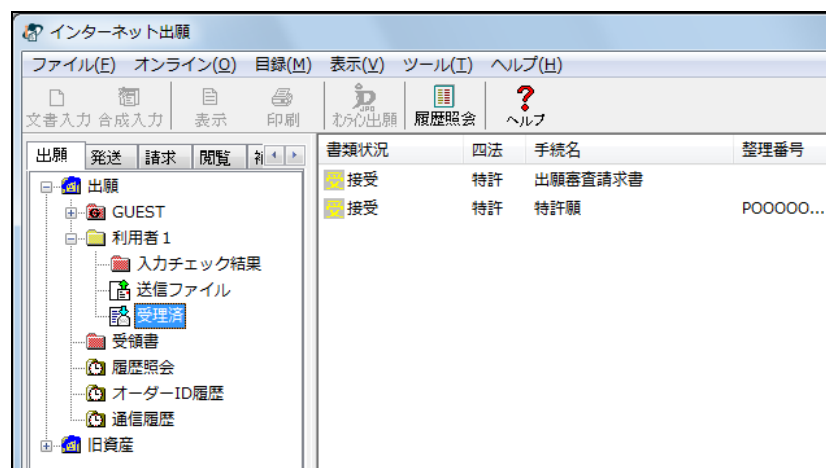 インターネット出願
ファイル(F) オンライン(O) 目録(M) 表示(V) ツール(T) ヘルプ(H)
文書入力 合成入力 表示 印刷 オンライン出願 履歴照会 ヘルプ
出願 発送 請求 閲覧
書類状況 四法 手続名 整理番号
受 接受 特許 出願審査請求書
受 接受 特許 特許願 POOOOO...
出願
GUEST
利用者1
入力チェック結果
送信ファイル
受理済
受領書
履歴照会
オーダーID履歴
通信履歴
旧資産